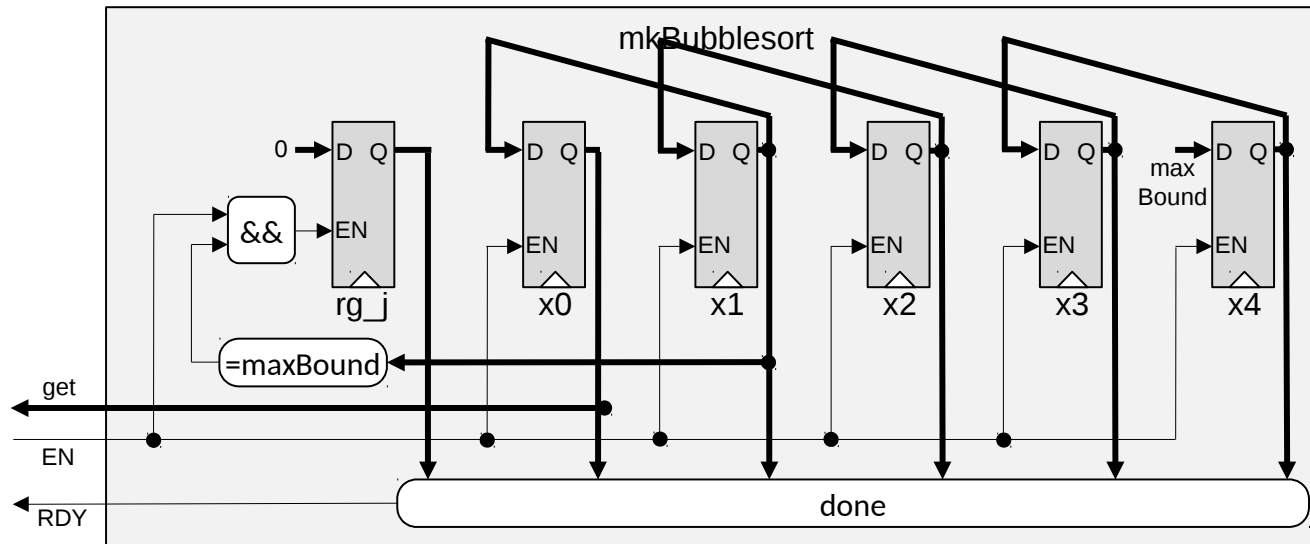 mkBubblesort
0 D Q D Q D Q D Q D Q max Bound D Q
&& EN EN EN EN EN EN
rg_j x0 x1 x2 x3 x4
=maxBound
get
EN
RDY done